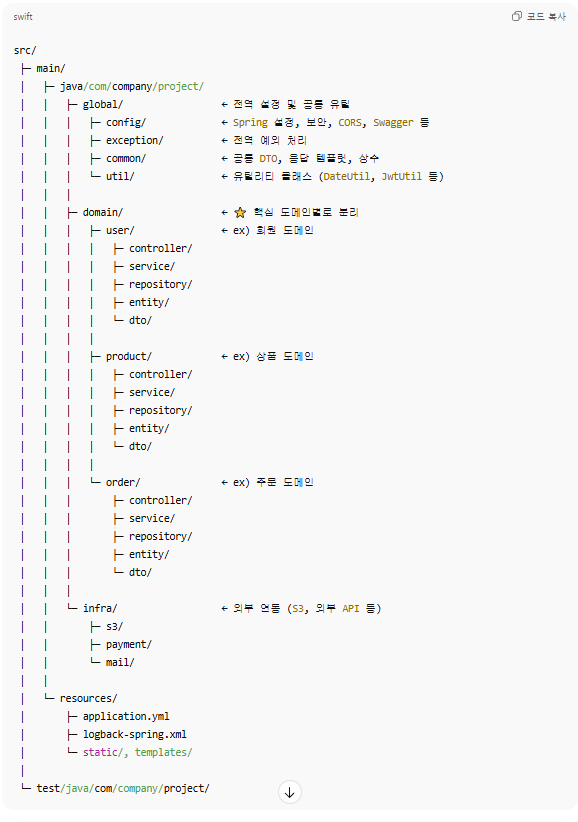 swift
코드 복사
src/
├─ main/
│   ├─ java/com/company/project/
│   │   ├─ global/ ← 전역 설정 및 공통 유틸
│   │   │   ├─ config/ ← Spring 설정, 보안, CORS, Swagger 등
│   │   │   ├─ exception/ ← 전역 예외 처리
│   │   │   ├─ common/ ← 공통 DTO, 응답 템플릿, 상수
│   │   │   └─ util/ ← 유틸리티 클래스 (DateUtil, JwtUtil 등)
│   │   │
│   │   ├─ domain/ ← ⭐ 핵심 도메인별로 분리
│   │   │   ├─ user/ ← ex) 회원 도메인
│   │   │   │   ├─ controller/
│   │   │   │   ├─ service/
│   │   │   │   ├─ repository/
│   │   │   │   ├─ entity/
│   │   │   │   └─ dto/
│   │   │   │
│   │   │   ├─ product/ ← ex) 상품 도메인
│   │   │   │   ├─ controller/
│   │   │   │   ├─ service/
│   │   │   │   ├─ repository/
│   │   │   │   ├─ entity/
│   │   │   │   └─ dto/
│   │   │   │
│   │   │   └─ order/ ← ex) 주문 도메인
│   │   │       ├─ controller/
│   │   │       ├─ service/
│   │   │       ├─ repository/
│   │   │       ├─ entity/
│   │   │       └─ dto/
│   │   │
│   │   └─ infra/ ← 외부 연동 (S3, 외부 API 등)
│   │       ├─ s3/
│   │       ├─ payment/
│   │       └─ mail/
│   │
│   └─ resources/
│       ├─ application.yml
│       ├─ logback-spring.xml
│       └─ static/, templates/
│
└─ test/java/com/company/project/